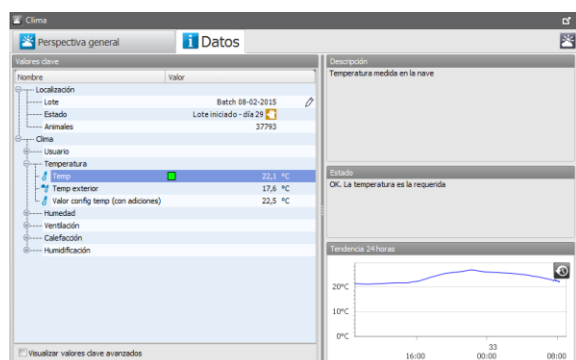 Clima
Perspectiva general
Datos
Valores clave
Nombre Valor
Localización
Lote Batch 08-02-2015
Estado Lote iniciado - día 29
Animales 37793
Clima
Usuario
Temperatura
Temp 22,1 °C
Temp exterior 17,6 °C
Valor config temp (con adiciones) 22,5 °C
Humedad
Ventilación
Calefacción
Humidificación
Visualizar valores clave avanzados
Descripción
Temperatura medida en la nave
Estado
OK. La temperatura es la requerida
Tendencia 24 horas
20°C
10°C
0°C
33
16:00 00:00 08:00